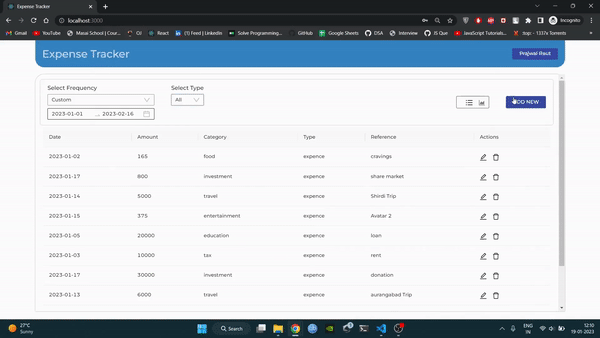 Expense Tracker
localhost:3000
Incognito
Gmail YouTube Masai School | Cour... OJ React (1) Feed | LinkedIn Solve Programming... GitHub Google Sheets DSA Interview JS Que JavaScript Tutorials... 1337x Torrents
Expense Tracker
Prajwal Raut
Select Frequency Select Type
Custom All
2023-01-01 → 2023-02-16
ADD NEW
Date Amount Category Type Reference Actions
2023-01-02 165 food expence cravings
2023-01-17 800 investment expence share market
2023-01-14 5000 travel expence Shirdi Trip
2023-01-15 375 entertainment expence Avatar 2
2023-01-05 20000 education expence loan
2023-01-03 10000 tax expence rent
2023-01-17 30000 investment expence donation
2023-01-13 6000 travel expence aurangabad Trip
27°C
Sunny
Search
ENG
IN
12:10
19-01-2023